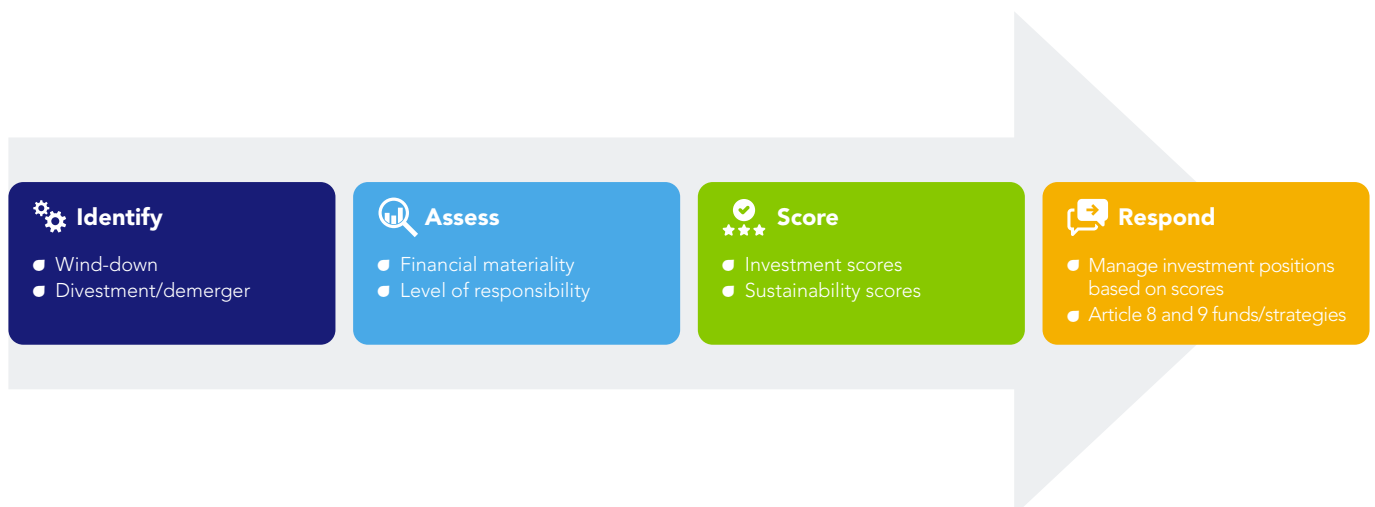 Identify
Wind-down
Divestment/demerger
Assess
Financial materiality
Level of responsibility
Score
Investment scores
Sustainability scores
Respond
Manage investment positions
based on scores
Article 8 and 9 funds/strategies